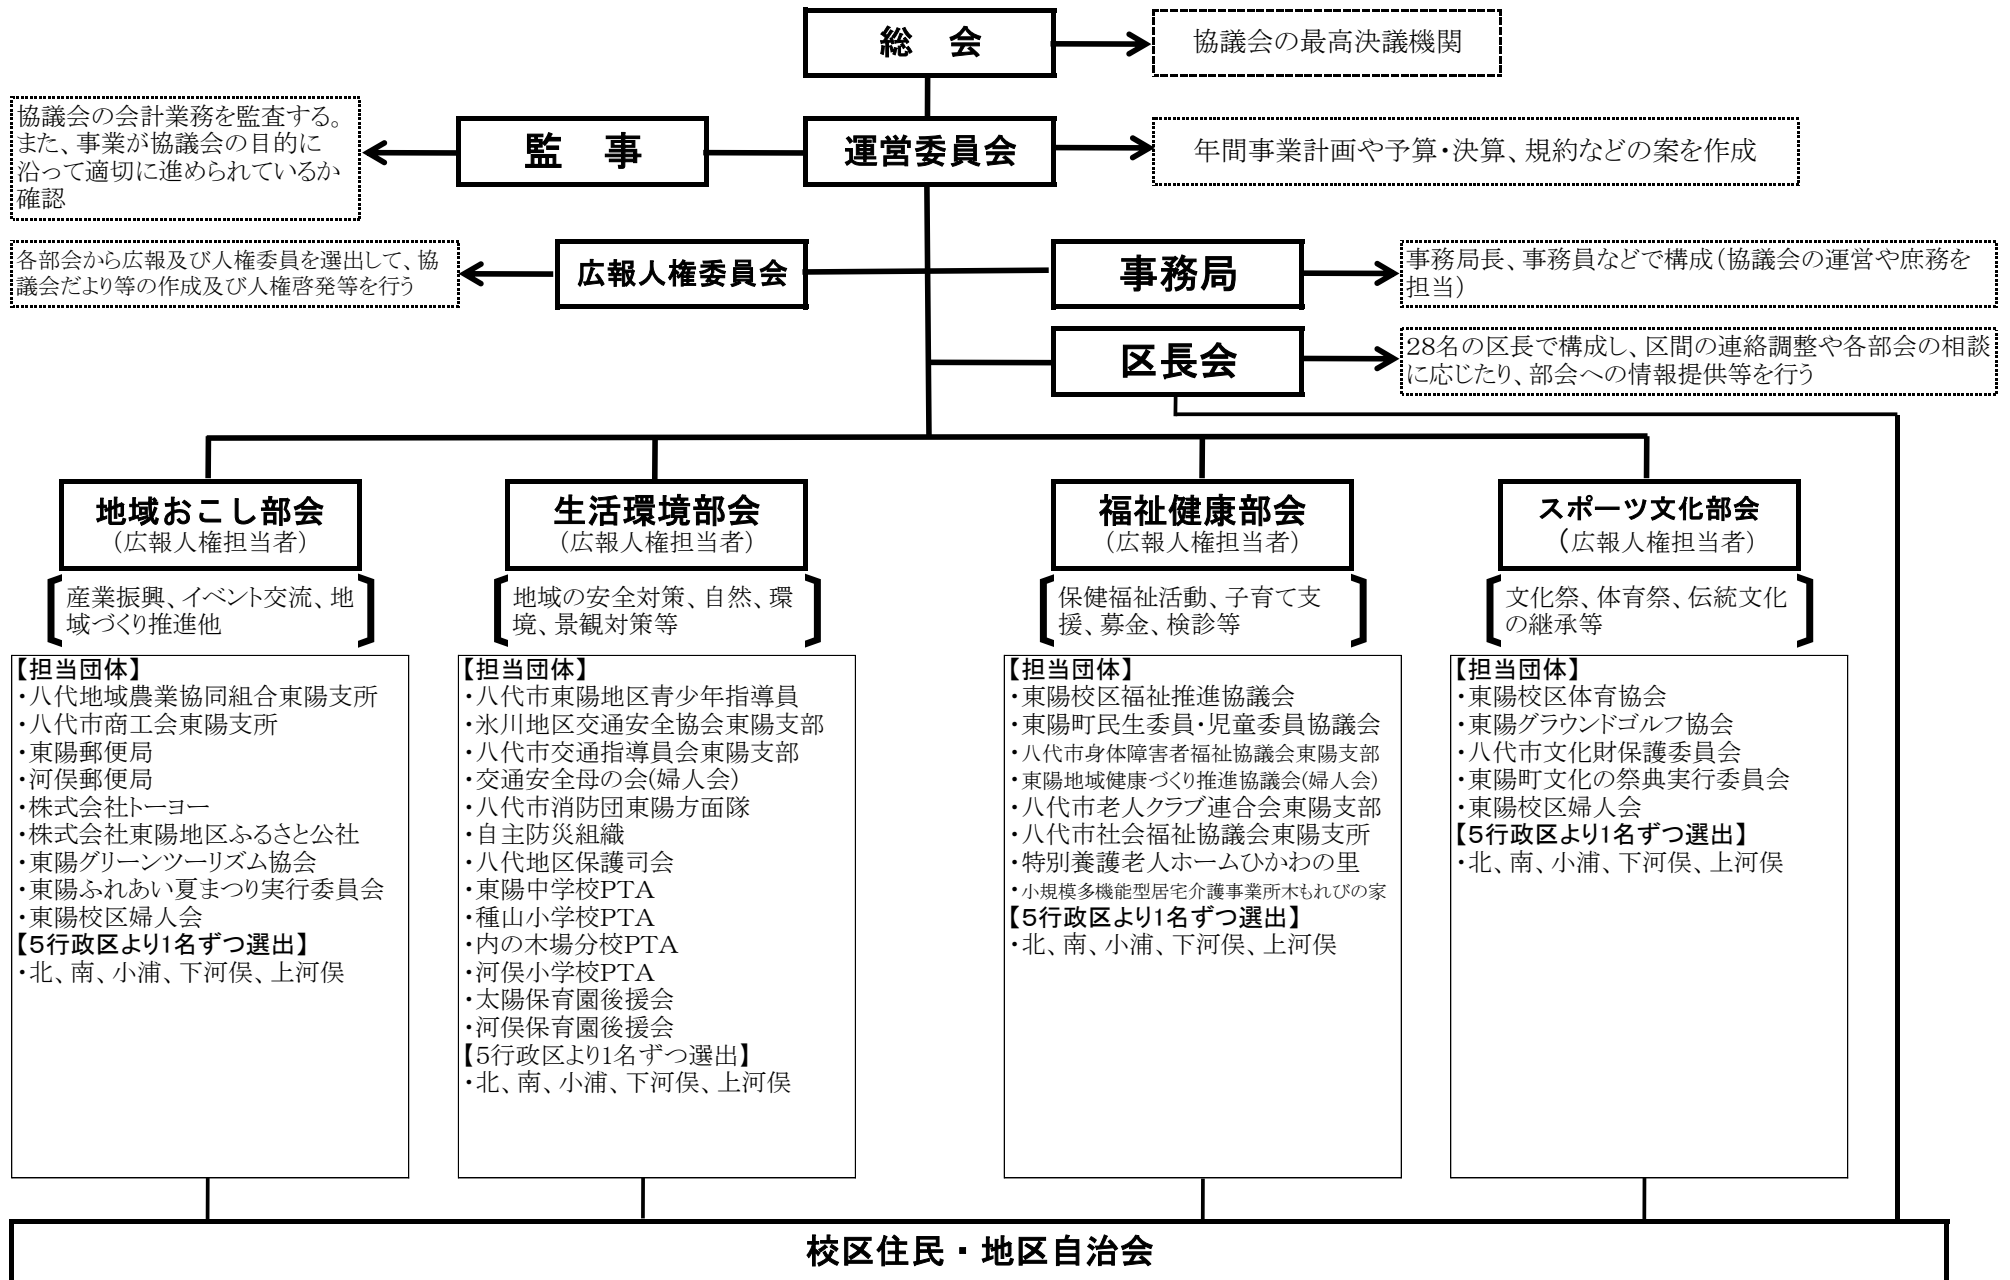 総　会
協議会の最高決議機関
協議会の会計業務を監査する。
また、事業が協議会の目的に
沿って適切に進められているか
確認
監　事
運営委員会
年間事業計画や予算・決算、規約などの案を作成
各部会から広報及び人権委員を選出して、協
議会だより等の作成及び人権啓発等を行う
広報人権委員会
事務局
事務局長、事務員などで構成（協議会の運営や庶務を
担当）
区長会
28名の区長で構成し、区間の連絡調整や各部会の相談
に応じたり、部会への情報提供等を行う
地域おこし部会
（広報人権担当者）
産業振興、イベント交流、地
域づくり推進他
【担当団体】
・八代地域農業協同組合東陽支所
・八代市商工会東陽支所
・東陽郵便局
・河俣郵便局
・株式会社トーヨー
・株式会社東陽地区ふるさと公社
・東陽グリーンツーリズム協会
・東陽ふれあい夏まつり実行委員会
・東陽校区婦人会
【5行政区より1名ずつ選出】
・北、南、小浦、下河俣、上河俣
生活環境部会
（広報人権担当者）
地域の安全対策、自然、環
境、景観対策等
【担当団体】
・八代市東陽地区青少年指導員
・氷川地区交通安全協会東陽支部
・八代市交通指導員会東陽支部
・交通安全母の会(婦人会)
・八代市消防団東陽方面隊
・自主防災組織
・八代地区保護司会
・東陽中学校PTA
・種山小学校PTA
・内の木場分校PTA
・河俣小学校PTA
・太陽保育園後援会
・河俣保育園後援会
【5行政区より1名ずつ選出】
・北、南、小浦、下河俣、上河俣
福祉健康部会
（広報人権担当者）
保健福祉活動、子育て支
援、募金、検診等
【担当団体】
・東陽校区福祉推進協議会
・東陽町民生委員・児童委員協議会
・八代市身体障害者福祉協議会東陽支部
・東陽地域健康づくり推進協議会(婦人会)
・八代市老人クラブ連合会東陽支部
・八代市社会福祉協議会東陽支所
・特別養護老人ホームひかわの里
・小規模多機能型居宅介護事業所木もれびの家
【5行政区より1名ずつ選出】
・北、南、小浦、下河俣、上河俣
スポーツ文化部会
（広報人権担当者）
文化祭、体育祭、伝統文化
の継承等
【担当団体】
・東陽校区体育協会
・東陽グラウンドゴルフ協会
・八代市文化財保護委員会
・東陽町文化の祭典実行委員会
・東陽校区婦人会
【5行政区より1名ずつ選出】
・北、南、小浦、下河俣、上河俣
校区住民・地区自治会